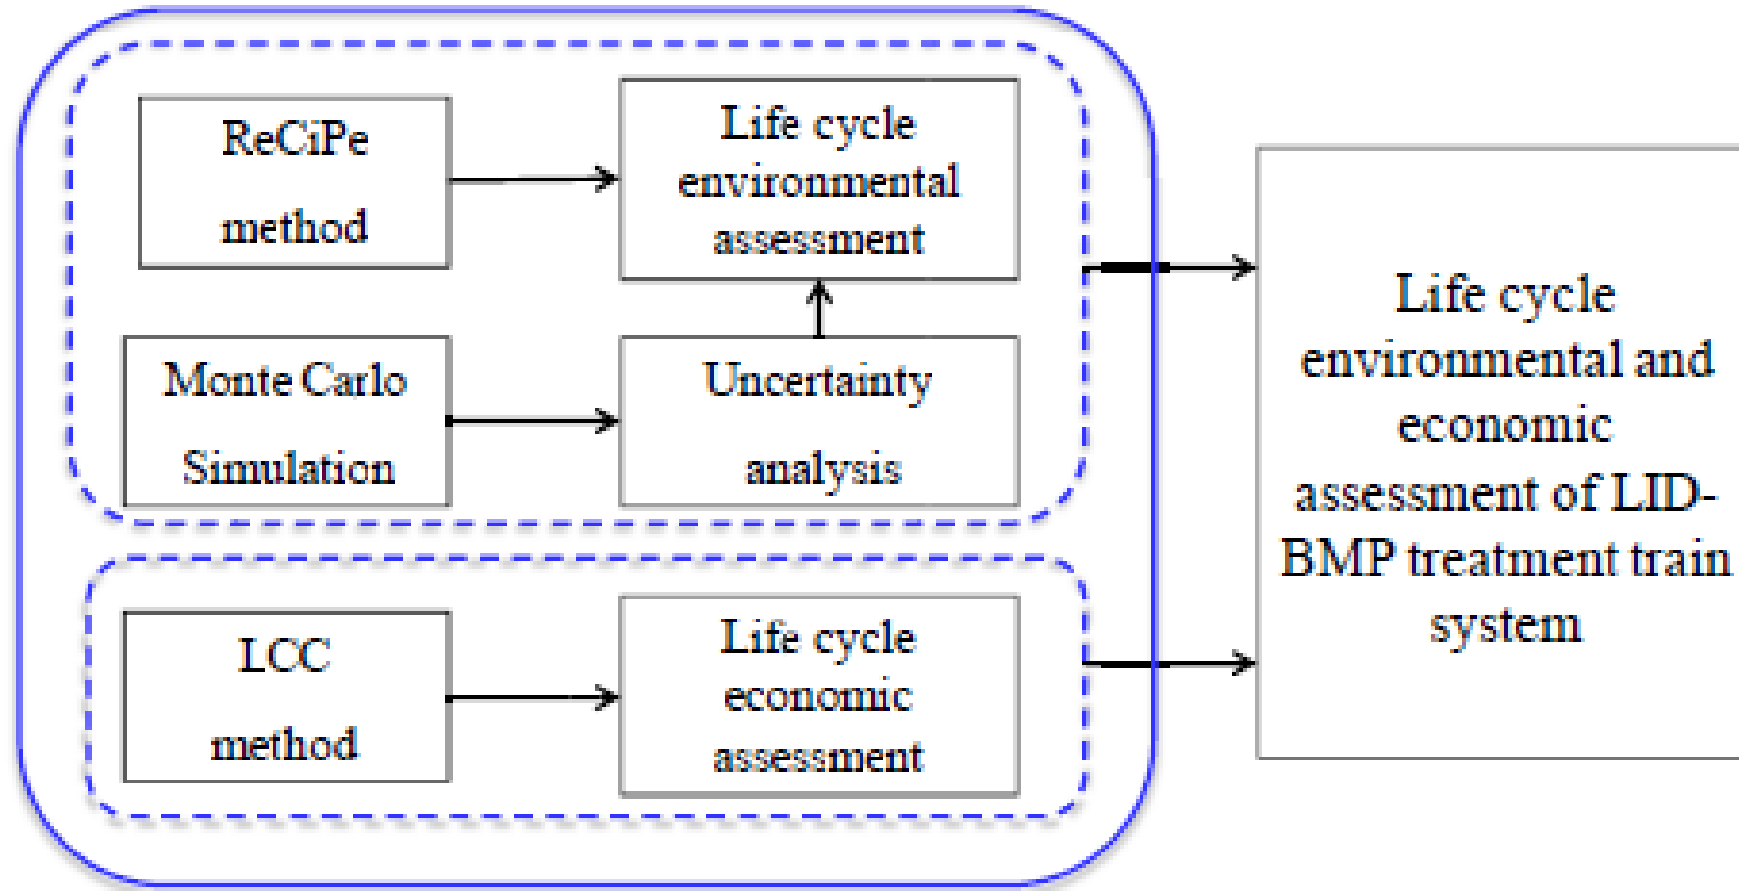 ReCiPe
method
Life cycle
environmental
assessment
Monte Carlo
Simulation
Uncertainty
analysis
LCC
method
Life cycle
economic
assessment
Life cycle
environmental and
economic
assessment of LID-
BMP treatment train
system